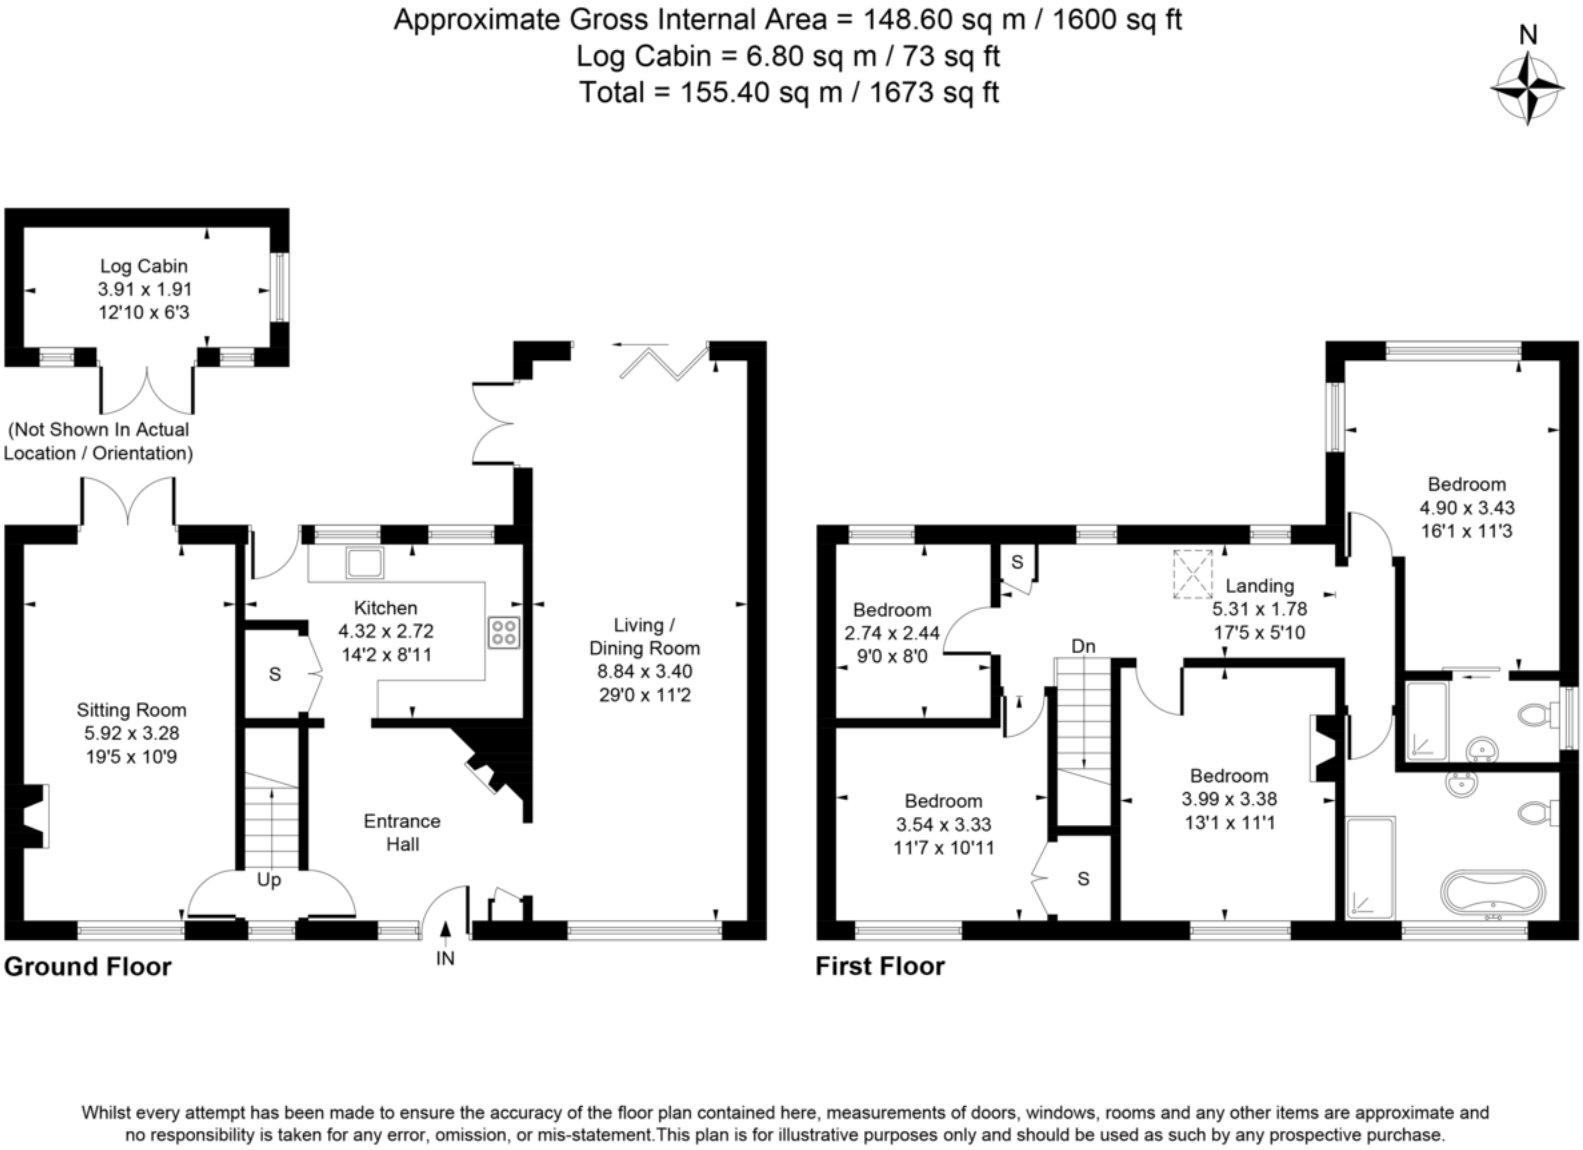 Approximate Gross Internal Area = 148.60 sq m / 1600 sq ft
Log Cabin = 6.80 sq m / 73 sq ft
Total = 155.40 sq m / 1673 sq ft
N
Log Cabin
3.91 x 1.91
12'10 x 6'3
(Not Shown In Actual
Location / Orientation)
Sitting Room
5.92 x 3.28
19'5 x 10'9
Kitchen
4.32 x 2.72
14'2 x 8'11
S
Living /
Dining Room
8.84 x 3.40
29'0 x 11'2
Entrance
Hall
Up
IN
Ground Floor
Bedroom
2.74 x 2.44
9'0 x 8'0
S
Landing
5.31 x 1.78
17'5 x 5'10
Dn
Bedroom
4.90 x 3.43
16'1 x 11'3
Bedroom
3.54 x 3.33
11'7 x 10'11
S
Bedroom
3.99 x 3.38
13'1 x 11'1
First Floor
Whilst every attempt has been made to ensure the accuracy of the floor plan contained here, measurements of doors, windows, rooms and any other items are approximate and
no responsibility is taken for any error, omission, or mis-statement.This plan is for illustrative purposes only and should be used as such by any prospective purchase.